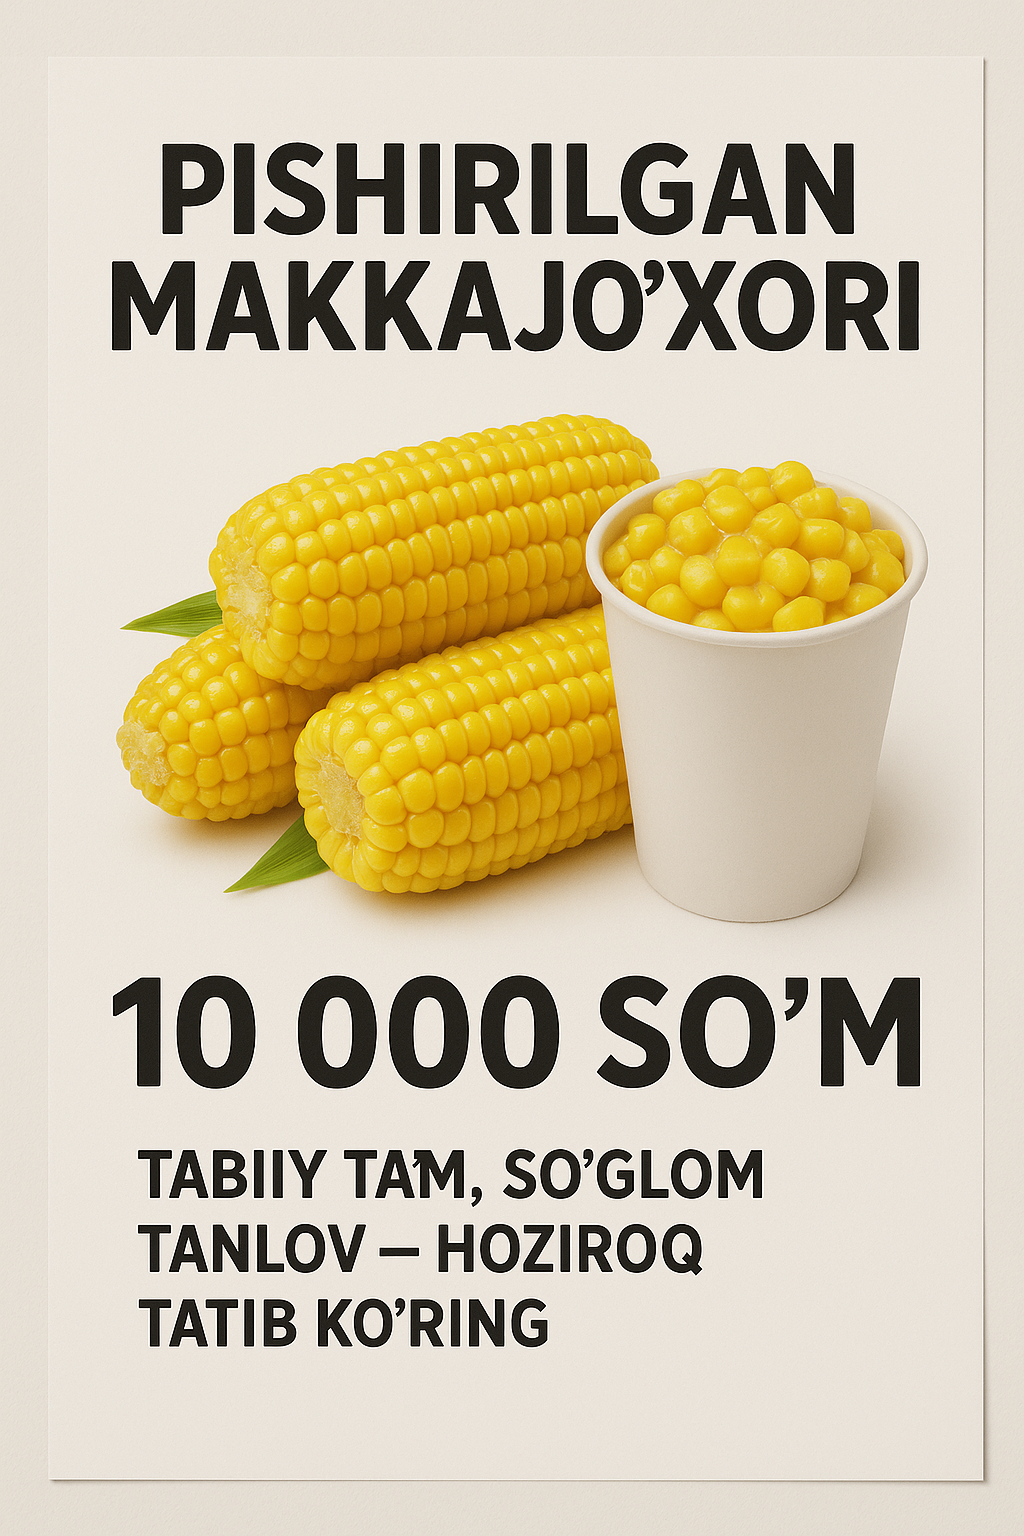 PISHIRILGAN
MAKKAJO’XORI
10 000 SO’M
TABIIY TA’M, SO’GLOM
TANLOV – HOZIROQ
TATIB KO’RING